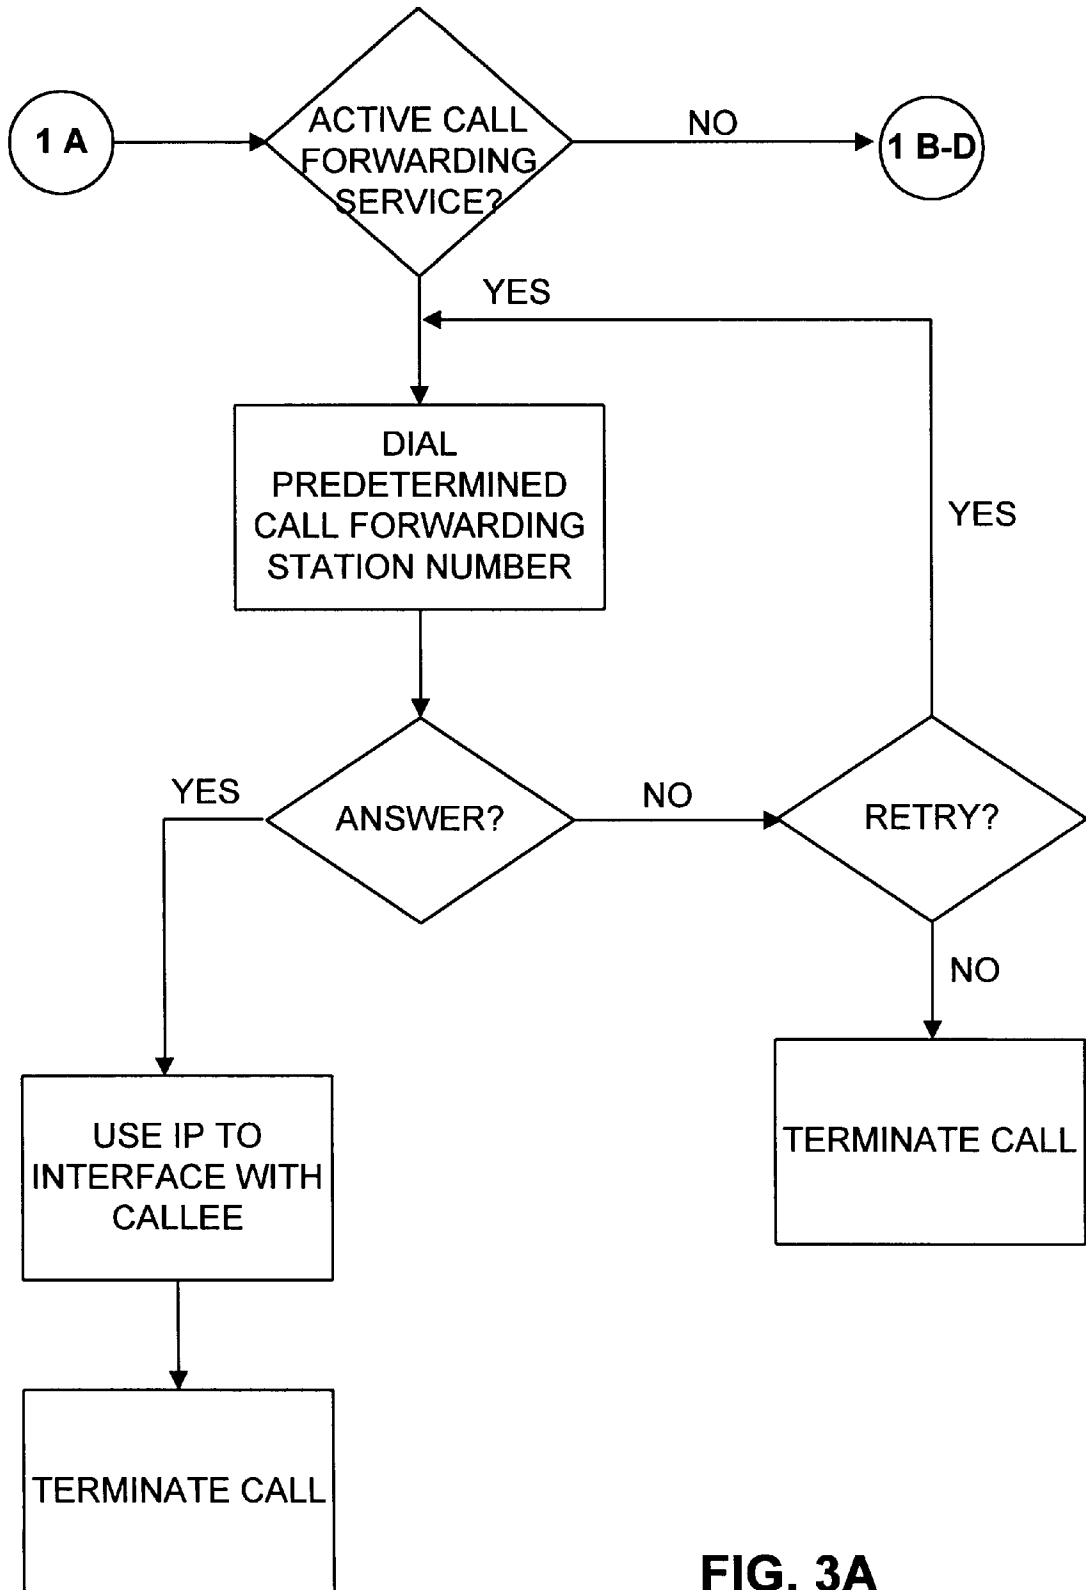 1 A
ACTIVE CALL
FORWARDING
SERVICE?
NO
1 B-D
YES
DIAL
PREDETERMINED
CALL FORWARDING
STATION NUMBER
YES
YES
ANSWER?
NO
RETRY?
NO
USE IP TO
INTERFACE WITH
CALLEE
TERMINATE CALL
TERMINATE CALL
FIG. 3A